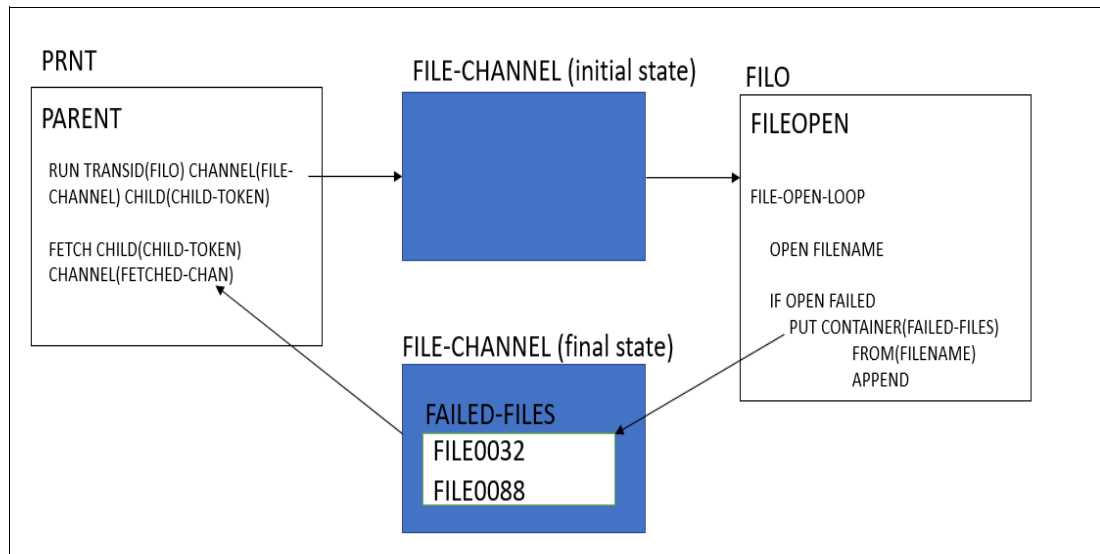 PRNT
PARENT
RUN TRANSID(FILO) CHANNEL(FILE-
CHANNEL) CHILD(CHILD-TOKEN)
FETCH CHILD(CHILD-TOKEN)
CHANNEL(FETCHED-CHAN)
FILE-CHANNEL (initial state)
FILO
FILEOPEN
FILE-OPEN-LOOP
OPEN FILENAME
IF OPEN FAILED
PUT CONTAINER(FAILED-FILES)
FROM(FILENAME)
APPEND
FILE-CHANNEL (final state)
FAILED-FILES
FILE0032
FILE0088